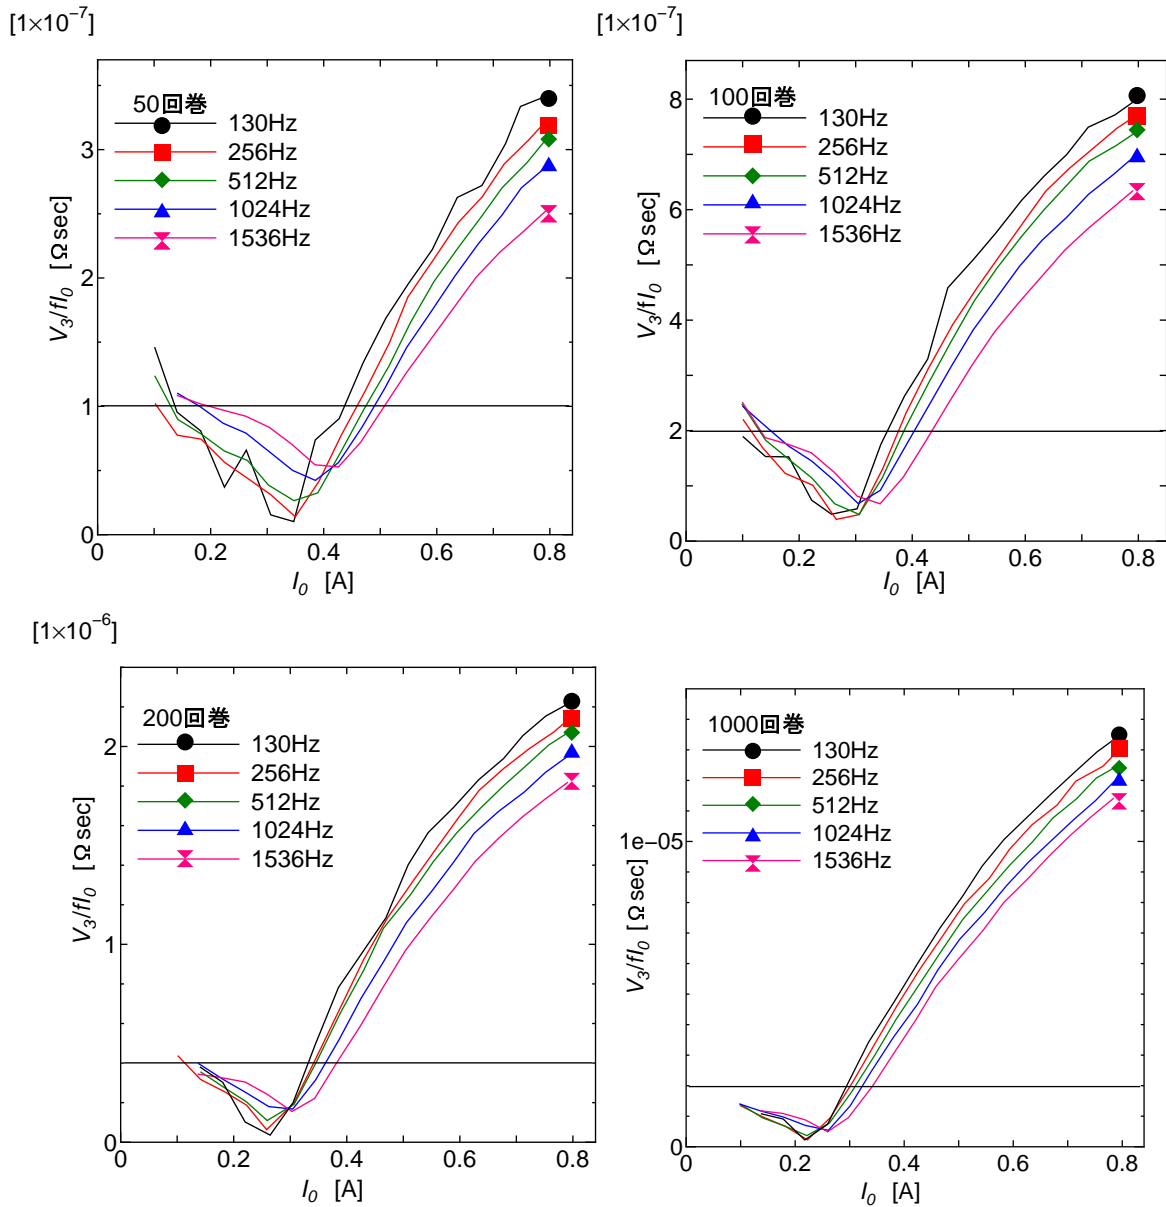 [1×10−7]
50回巻
130Hz
256Hz
512Hz
1024Hz
1536Hz
V3/fI0 [Ω sec]
3
2
1
0
0 0.2 0.4 0.6 0.8
I0 [A]
[1×10−7]
100回巻
130Hz
256Hz
512Hz
1024Hz
1536Hz
V3/fI0 [Ω sec]
8
6
4
2
0
0 0.2 0.4 0.6 0.8
I0 [A]
[1×10−6]
200回巻
130Hz
256Hz
512Hz
1024Hz
1536Hz
V3/fI0 [Ω sec]
2
1
0
0 0.2 0.4 0.6 0.8
I0 [A]
1000回巻
130Hz
256Hz
512Hz
1024Hz
1536Hz
V3/fI0 [Ω sec]
1e−05
0
0 0.2 0.4 0.6 0.8
I0 [A]